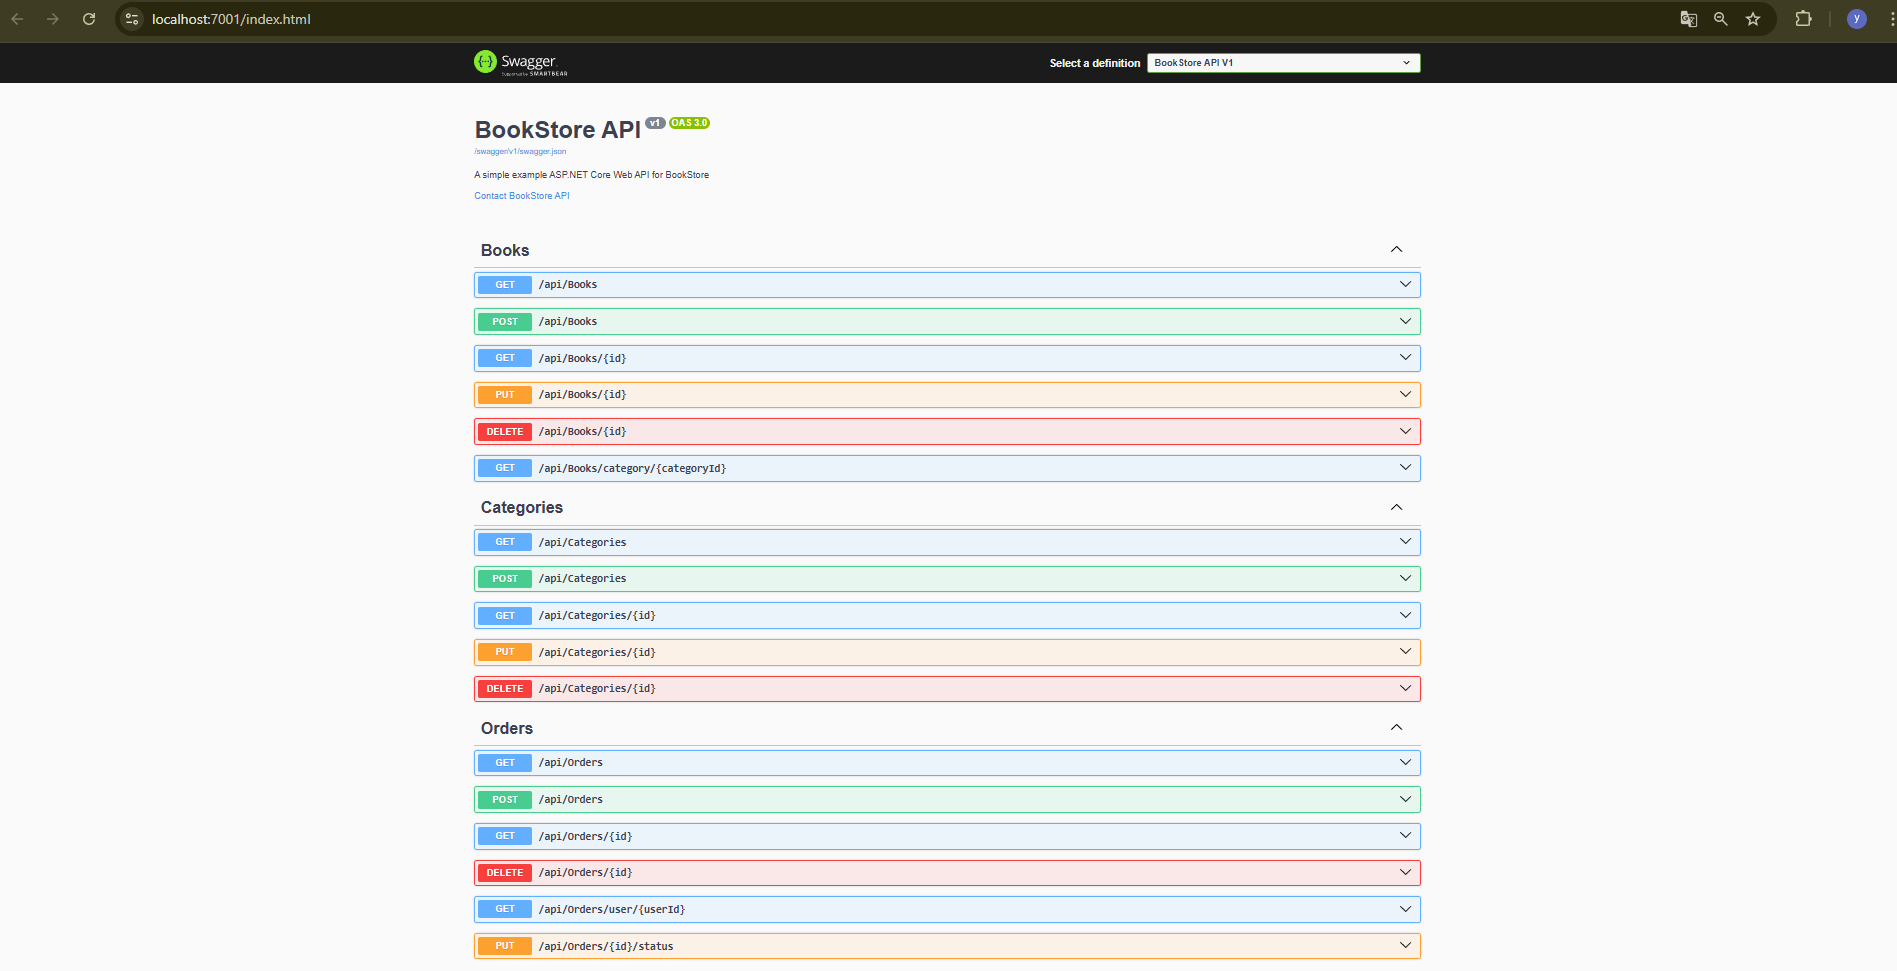 localhost:7001/index.html
y
Swagger.
Supported by SMARTBEAR
Select a definition
BookStore API V1
BookStore API v1 OAS 3.0
/swagger/v1/swagger.json
A simple example ASP.NET Core Web API for BookStore
Contact BookStore API
Books
GET /api/Books
POST /api/Books
GET /api/Books/{id}
PUT /api/Books/{id}
DELETE /api/Books/{id}
GET /api/Books/category/{categoryId}
Categories
GET /api/Categories
POST /api/Categories
GET /api/Categories/{id}
PUT /api/Categories/{id}
DELETE /api/Categories/{id}
Orders
GET /api/Orders
POST /api/Orders
GET /api/Orders/{id}
DELETE /api/Orders/{id}
GET /api/Orders/user/{userId}
PUT /api/Orders/{id}/status